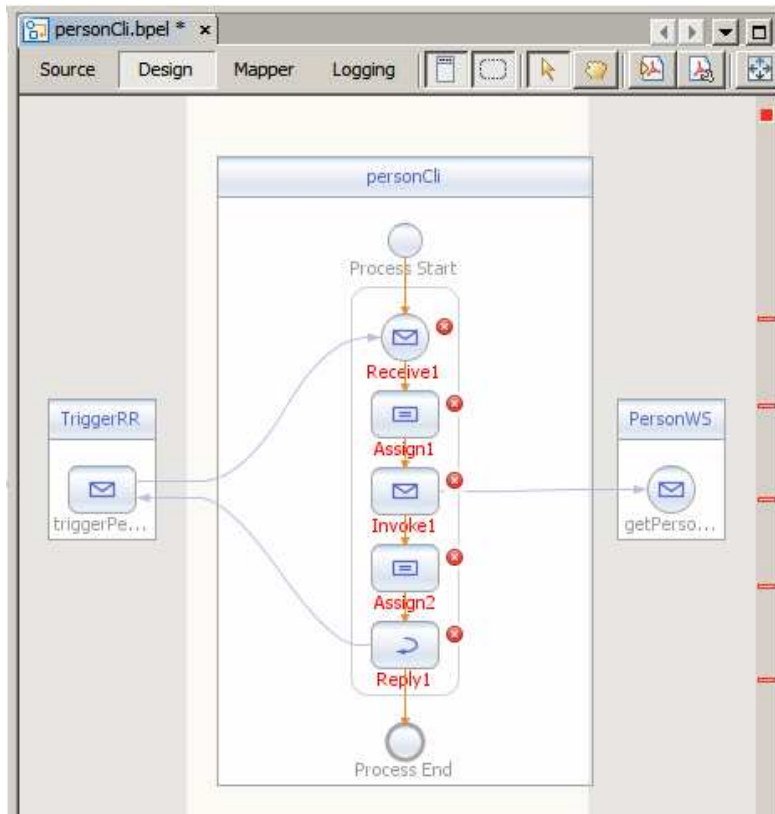 personCli.bpel *
Source Design Mapper Logging
personCli
Process Start
Receive1
TriggerRR
Assign1
PersonWS
triggerPe...
Invoke1
getPerso...
Assign2
Reply1
Process End